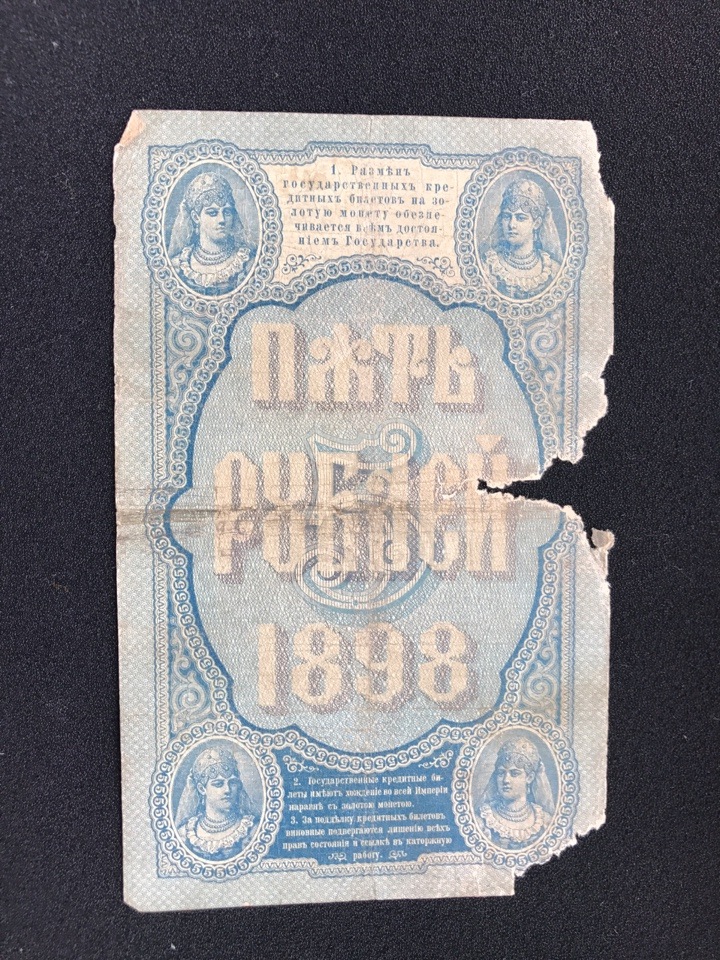 1. Размѣнъ
государственныхъ кре-
дитныхъ билетовъ на зо-
лотую монету обезпе-
чивается всѣмъ достоя-
ніемъ Государства.
ПѪТЬ
РУБЛЕЙ
5
1898
2. Государственные кредитные би-
леты имѣютъ хожденіе во всей Имперіи
наравнѣ съ золотою монетою.
3. За поддѣлку кредитныхъ билетовъ
виновные подвергаются лишенію всѣхъ
правъ состоянія и ссылкѣ въ каторжную
работу.